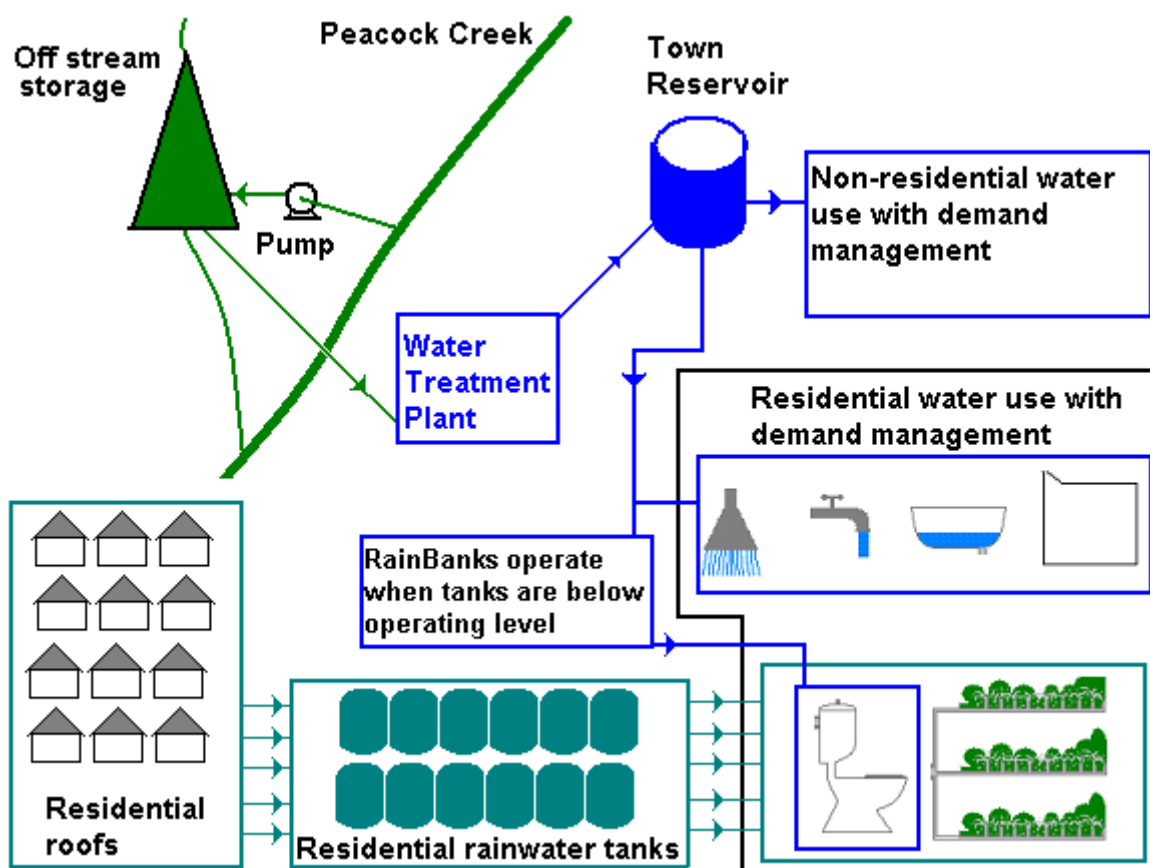 Peacock Creek
Off stream
storage
Pump
Town
Reservoir
Non-residential water
use with demand
management
Water
Treatment
Plant
Residential water use with
demand management
RainBanks operate
when tanks are below
operating level
Residential
roofs
Residential rainwater tanks